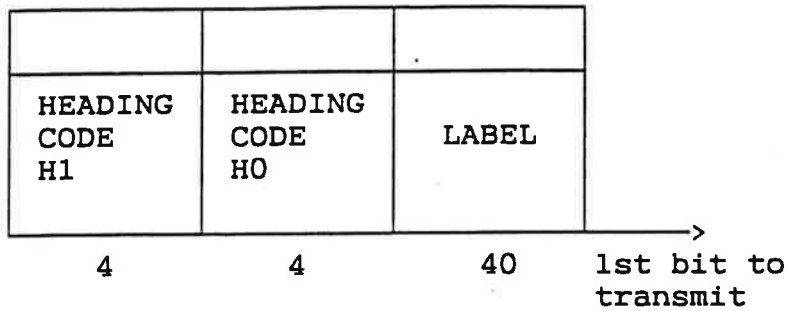 HEADING
CODE
H1
HEADING
CODE
H0
LABEL
4
4
40
1st bit to
transmit